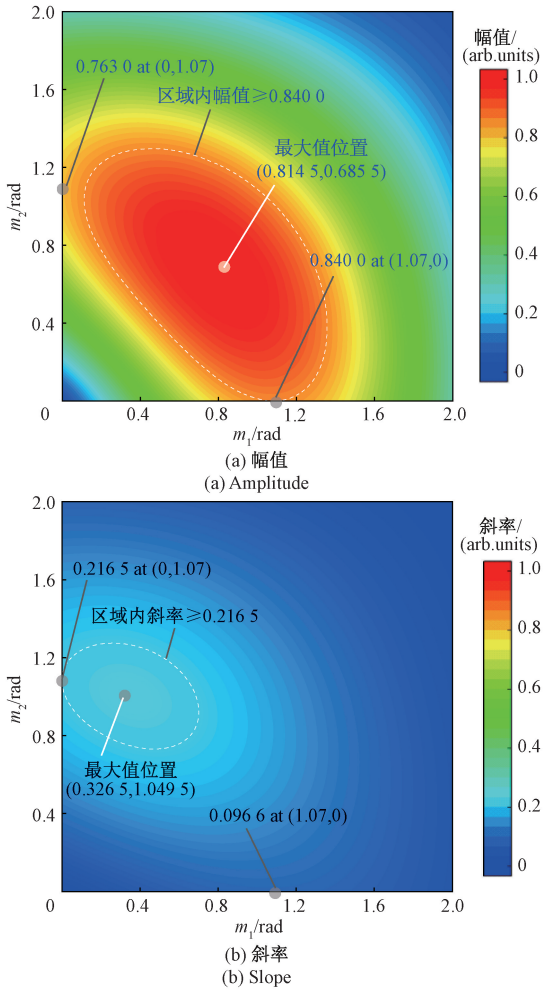 幅值/
(arb.units)
2.0
1.6
1.2
0.8
0.4
0
m2/rad
0.763 0 at (0,1.07)
区域内幅值≥0.840 0
最大值位置
(0.814 5,0.685 5)
0.840 0 at (1.07,0)
1.0
0.8
0.6
0.4
0.2
0
0.4
0.8
1.2
1.6
2.0
m1/rad
(a) 幅值
(a) Amplitude
斜率/
(arb.units)
2.0
1.6
1.2
0.8
0.4
0
m2/rad
0.216 5 at (0,1.07)
区域内斜率≥0.216 5
最大值位置
(0.326 5,1.049 5)
0.096 6 at (1.07,0)
1.0
0.8
0.6
0.4
0.2
0
0.4
0.8
1.2
1.6
2.0
m1/rad
(b) 斜率
(b) Slope